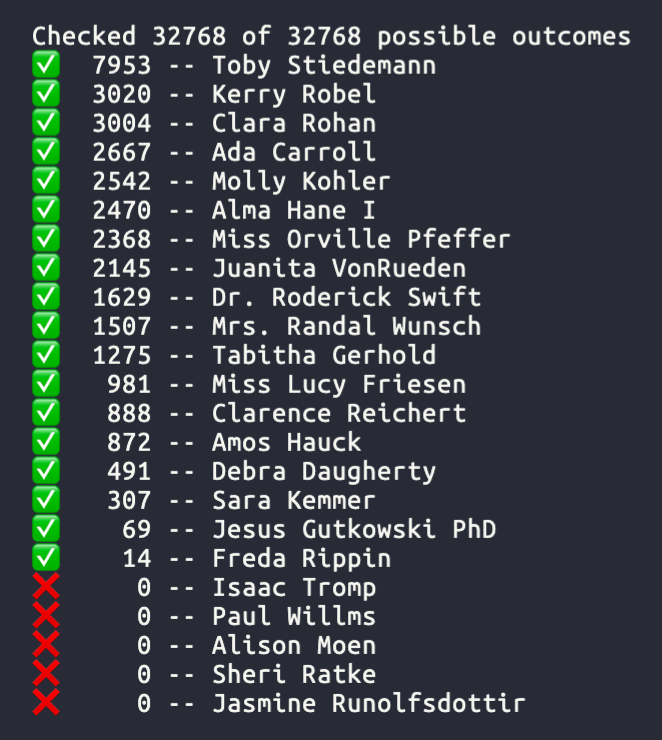 Checked 32768 of 32768 possible outcomes
✅ 7953 -- Toby Stiedemann
✅ 3020 -- Kerry Robel
✅ 3004 -- Clara Rohan
✅ 2667 -- Ada Carroll
✅ 2542 -- Molly Kohler
✅ 2470 -- Alma Hane I
✅ 2368 -- Miss Orville Pfeffer
✅ 2145 -- Juanita VonRueden
✅ 1629 -- Dr. Roderick Swift
✅ 1507 -- Mrs. Randal Wunsch
✅ 1275 -- Tabitha Gerhold
✅ 981 -- Miss Lucy Friesen
✅ 888 -- Clarence Reichert
✅ 872 -- Amos Hauck
✅ 491 -- Debra Daugherty
✅ 307 -- Sara Kemmer
✅ 69 -- Jesus Gutkowski PhD
✅ 14 -- Freda Rippin
❌ 0 -- Isaac Tromp
❌ 0 -- Paul Willms
❌ 0 -- Alison Moen
❌ 0 -- Sheri Ratke
❌ 0 -- Jasmine Runolfsdottir